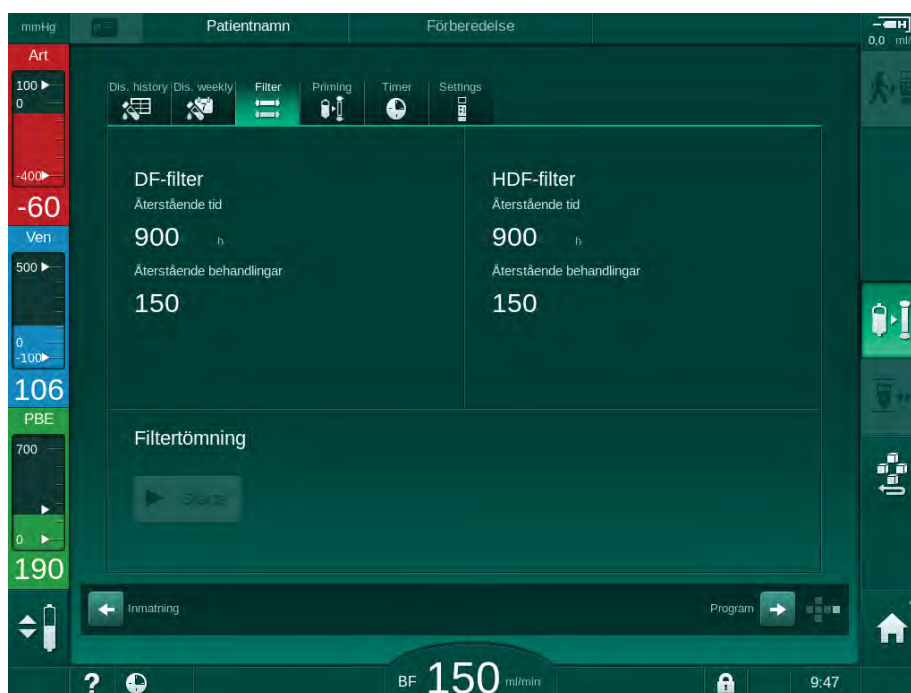 mmHg
Patientnamn
Förberedelse
0,0 ml/
Art
100
0
-400
-60
Ven
500
0
-100
106
PBE
700
0
190
Dis. history
Dis. weekly
Filter
Priming
Timer
Settings
7
DF-filter
Återstående tid
900 h
Återstående behandlingar
150
HDF-filter
Återstående tid
900 h
Återstående behandlingar
150
Filtertömning
Inmatning
Program
?
BF 150 ml/min
9:47